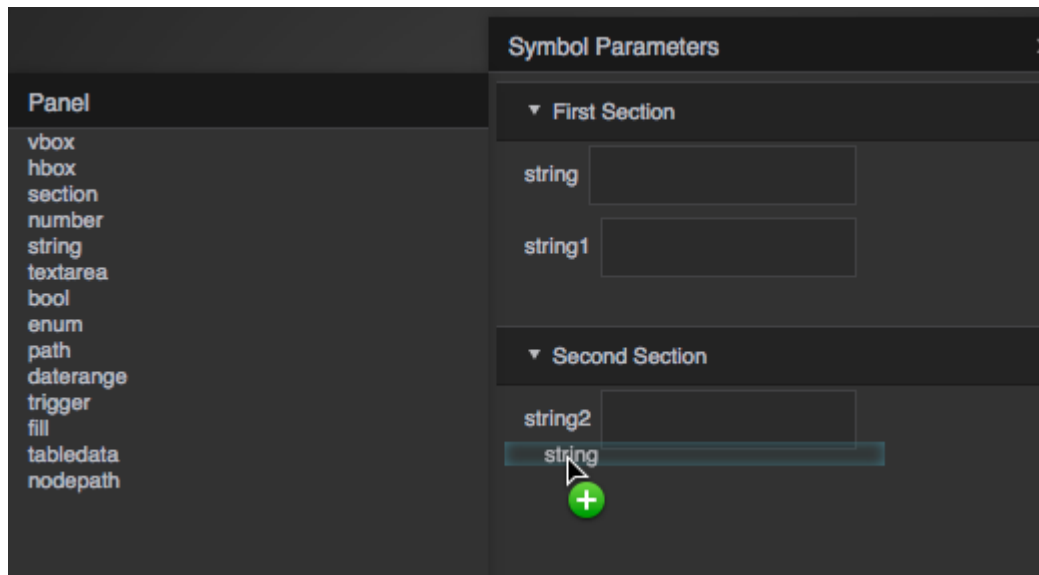 Symbol Parameters
Panel
vbox
hbox
section
number
string
textarea
bool
enum
path
daterange
trigger
fill
tabledata
nodepath
First Section
string
string1
Second Section
string2
string